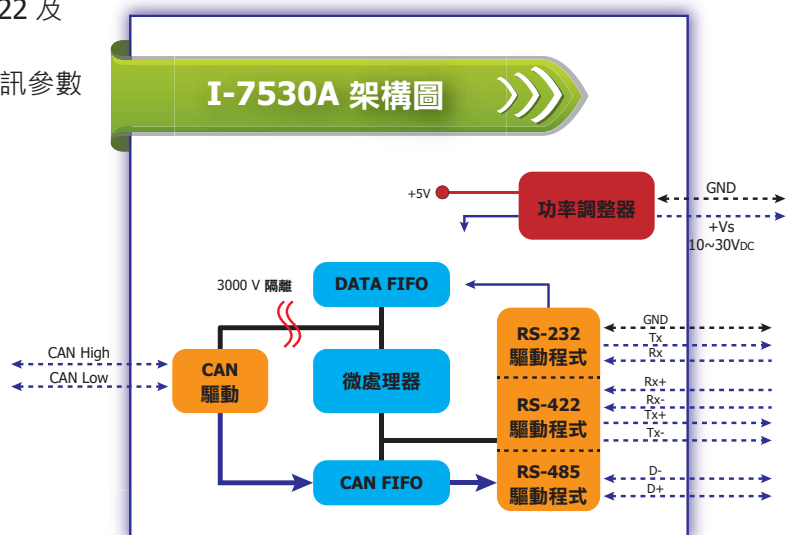 22 及
訊參數
I-7530A 架構圖
+5V
功率調整器
GND
+Vs
10~30VDC
3000 V 隔離
DATA FIFO
CAN High
CAN Low
CAN
驅動
微處理器
CAN FIFO
RS-232
驅動程式
RS-422
驅動程式
RS-485
驅動程式
GND
Tx
Rx
Rx+
Rx-
Tx+
Tx-
D-
D+